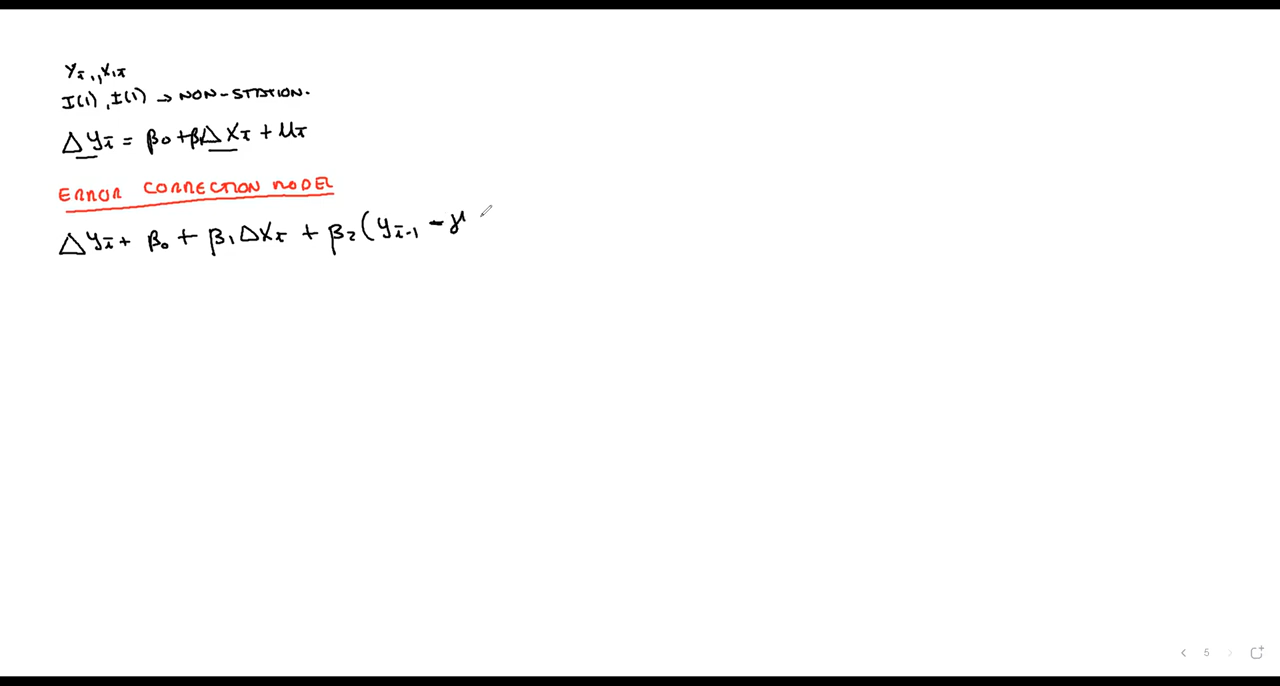 Yt, X1t
I(1), I(1) → NON-STATION.
ΔYt = β0 + β1ΔXt + Ut
ERROR CORRECTION MODEL
ΔYt + β0 + β1ΔXt + β2(Yt-1 - γ
5